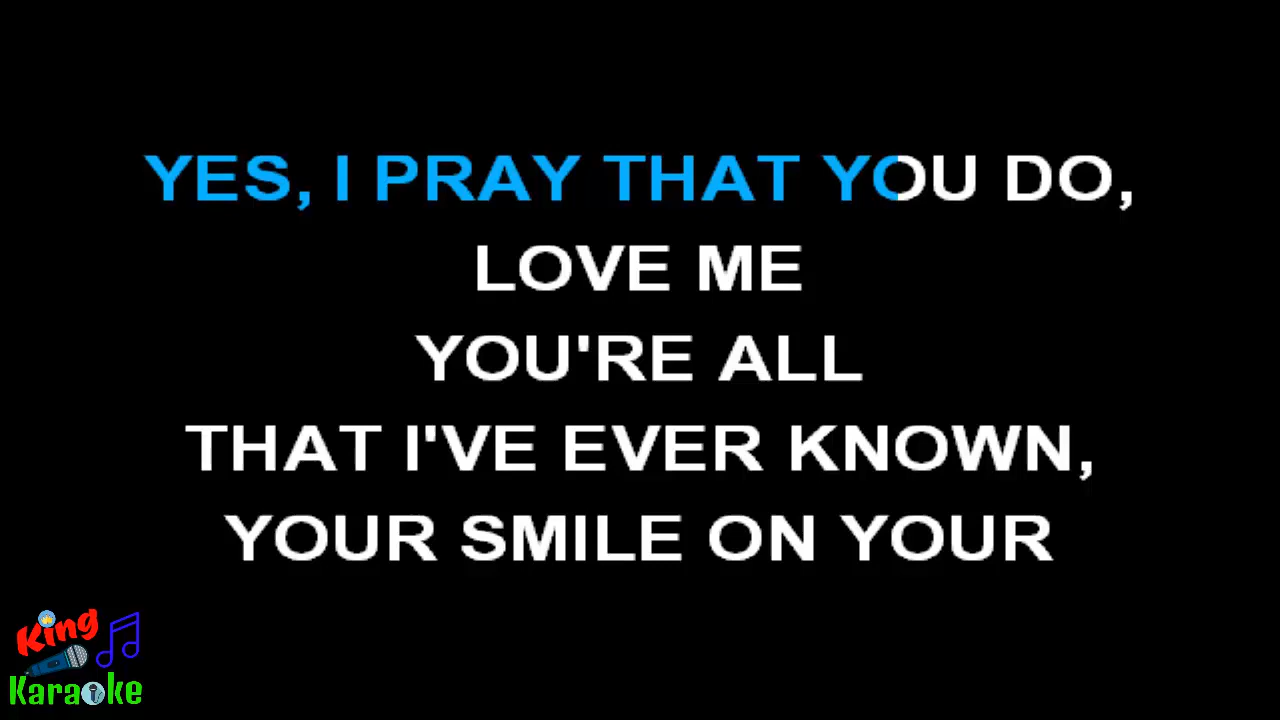 YES, I PRAY THAT YOU DO,
LOVE ME
YOU'RE ALL
THAT I'VE EVER KNOWN,
YOUR SMILE ON YOUR
King
Karaoke